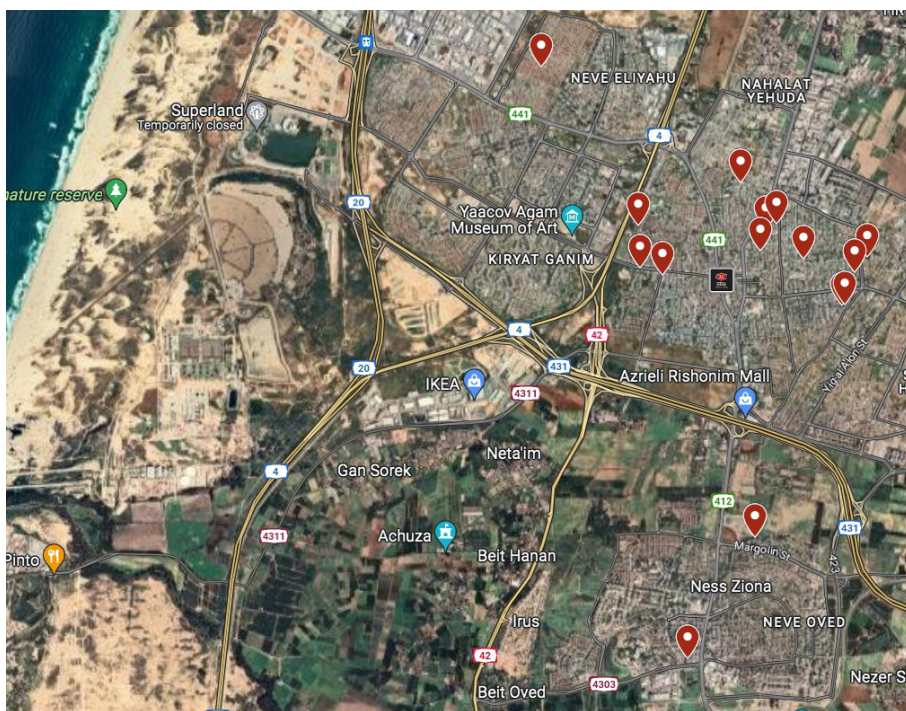 NEVE ELIYAHU
NAHALAT
YEHUDA
Superland
Temporarily closed
441
4
nature reserve
20
Yaacov Agam
Museum of Art
KIRYAT GANIM
441
4
42
20
431
IKEA
4311
Azrieli Rishonim Mall
Yigal Alon St
Neta'im
Gan Sorek
4
412
4311
Achuza
Pinto
Beit Hanan
Margolin St
431
423
Ness Ziona
Irus
NEVE OVED
42
4303
Beit Oved
Nezer S